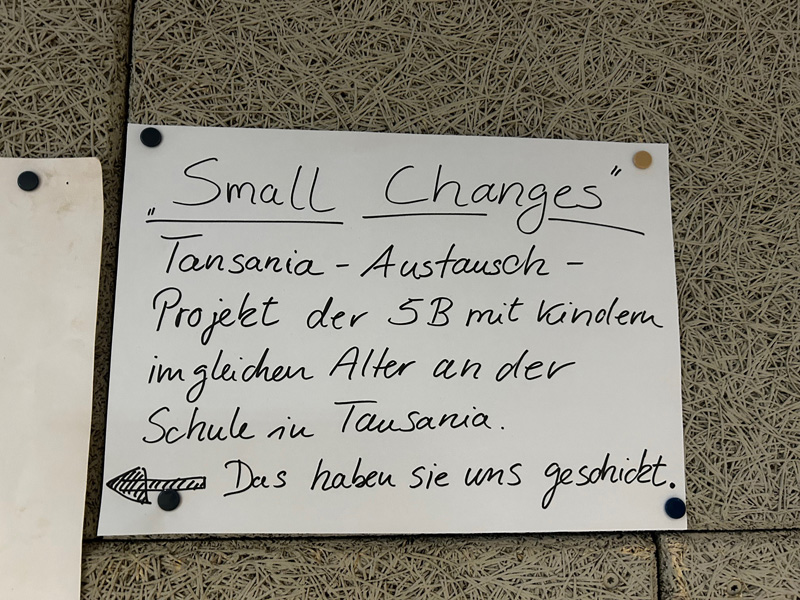 „Small Changes"
Tansania - Austausch -
Projekt der 5B mit Kindern
im gleichen Alter an der
Schule in Tansania.
Das haben sie uns geschickt.